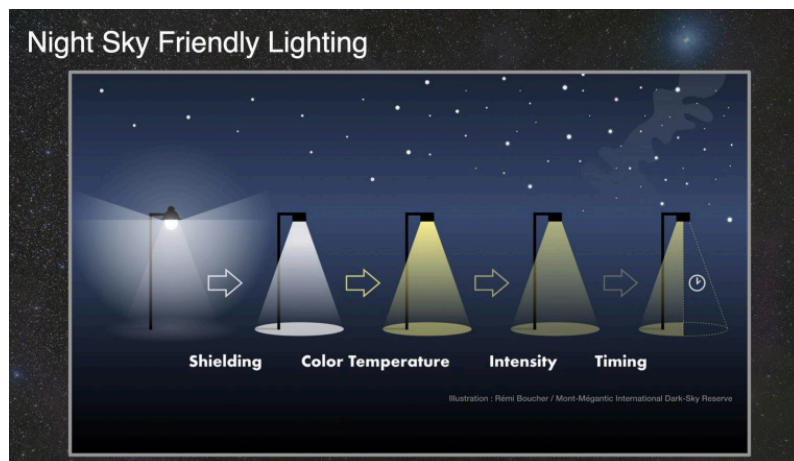 Night Sky Friendly Lighting
Shielding Color Temperature Intensity Timing
Illustration : Rémi Boucher / Mont-Mégantic International Dark-Sky Reserve